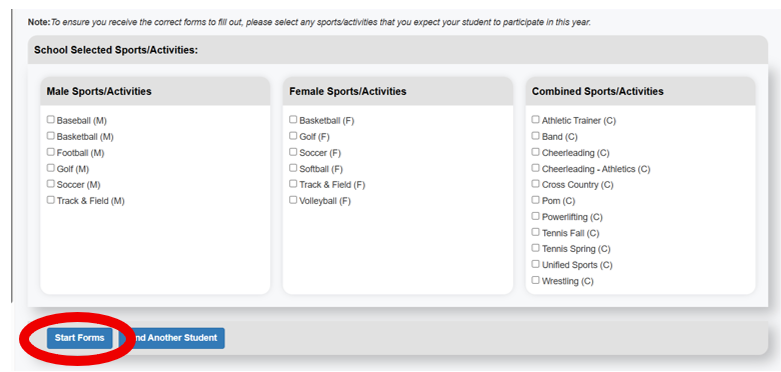 Note:To ensure you receive the correct forms to fill out, please select any sports/activities that you expect your student to participate in this year.
School Selected Sports/Activities:
Male Sports/Activities
Baseball (M)
Basketball (M)
Football (M)
Golf (M)
Soccer (M)
Track & Field (M)
Female Sports/Activities
Basketball (F)
Golf (F)
Soccer (F)
Softball (F)
Track & Field (F)
Volleyball (F)
Combined Sports/Activities
Athletic Trainer (C)
Band (C)
Cheerleading (C)
Cheerleading - Athletics (C)
Cross Country (C)
Pom (C)
Powerlifting (C)
Tennis Fall (C)
Tennis Spring (C)
Unified Sports (C)
Wrestling (C)
Start Forms
Another Student